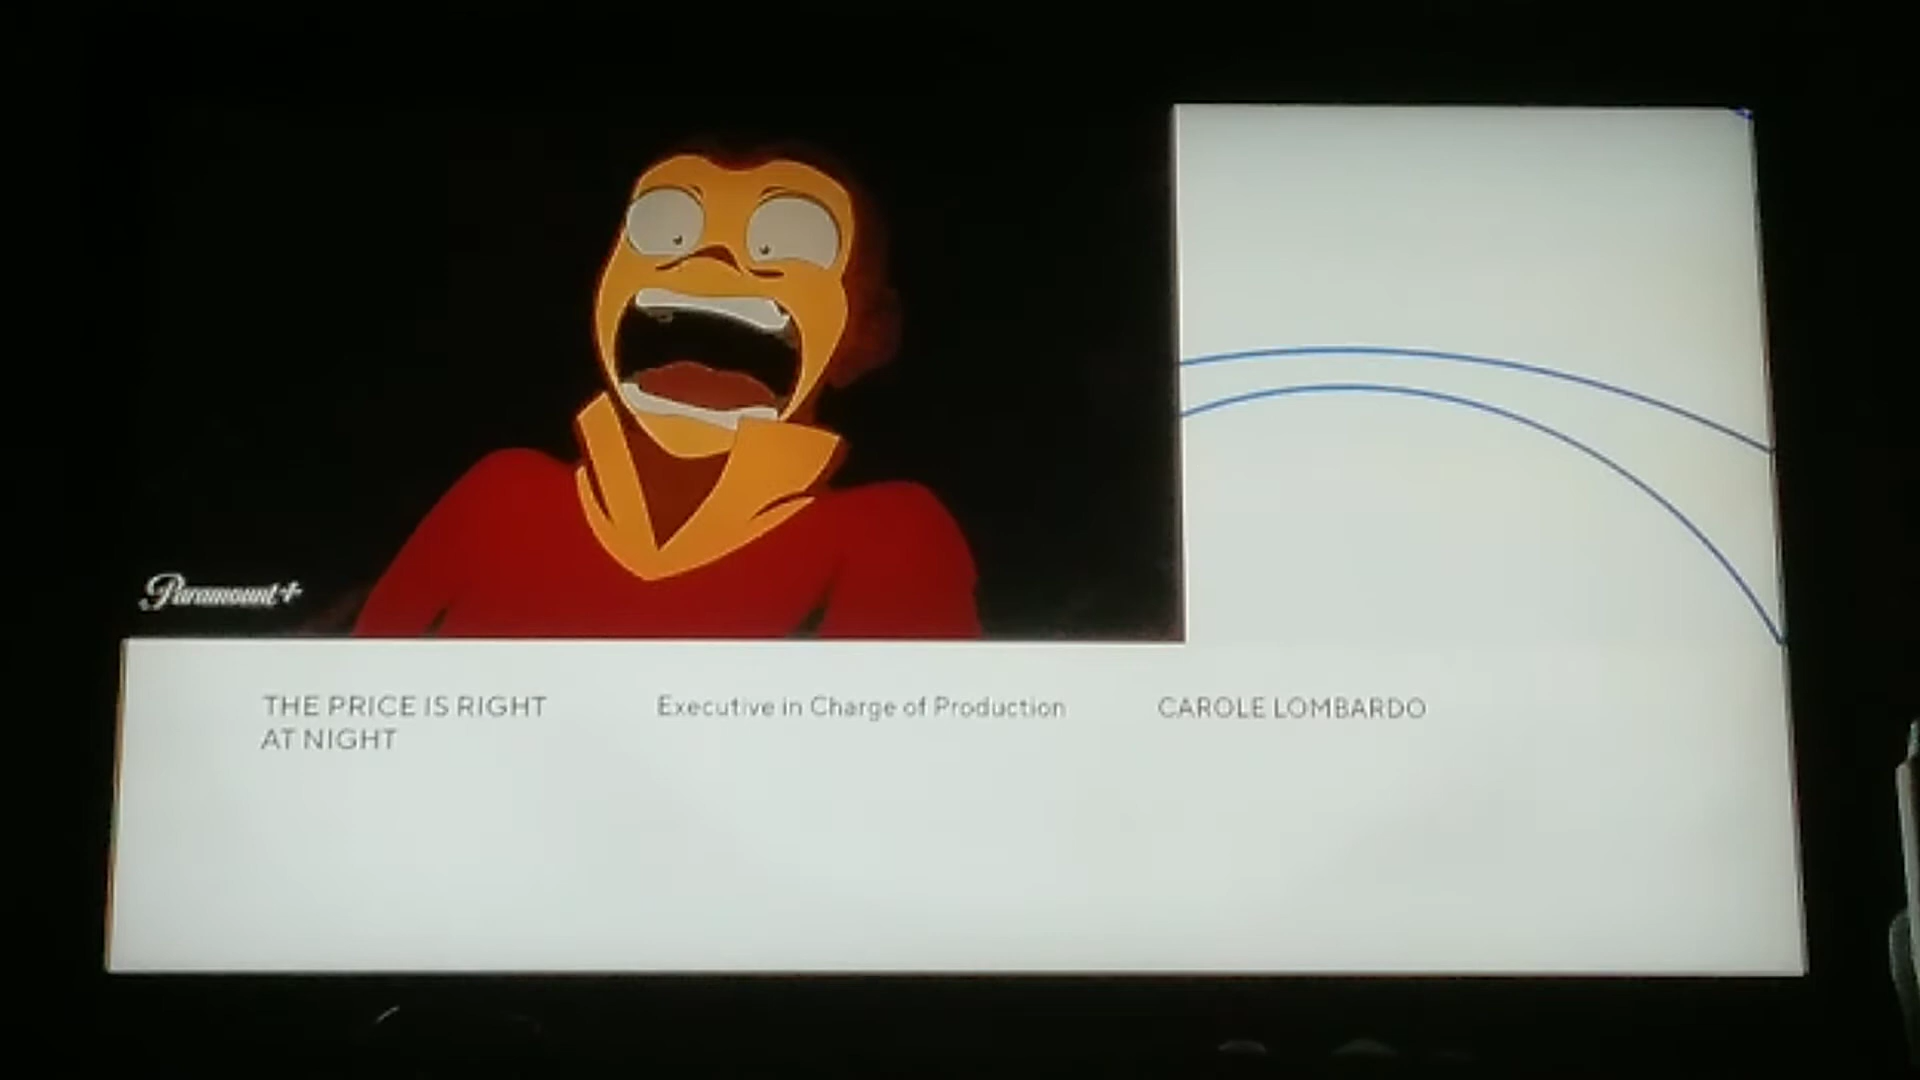 Paramount+
THE PRICE IS RIGHT
AT NIGHT
Executive in Charge of Production
CAROLE LOMBARDO